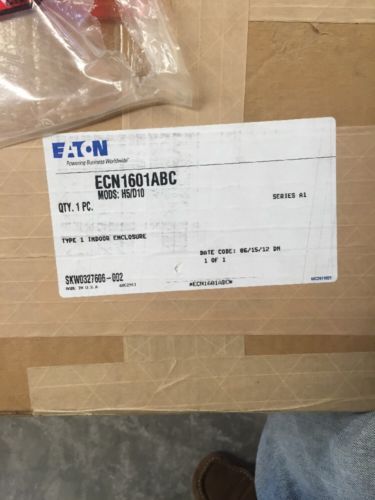 EATON
Powering Business Worldwide
ECN1601ABC
MODS: H5/D10
QTY. 1 PC.
SERIES A1
TYPE 1 INDOOR ENCLOSURE
DATE CODE: 06/15/12 DM
1 OF 1
SKW0327606-002
MADE IN U.S.A
*ECN1601ABC*